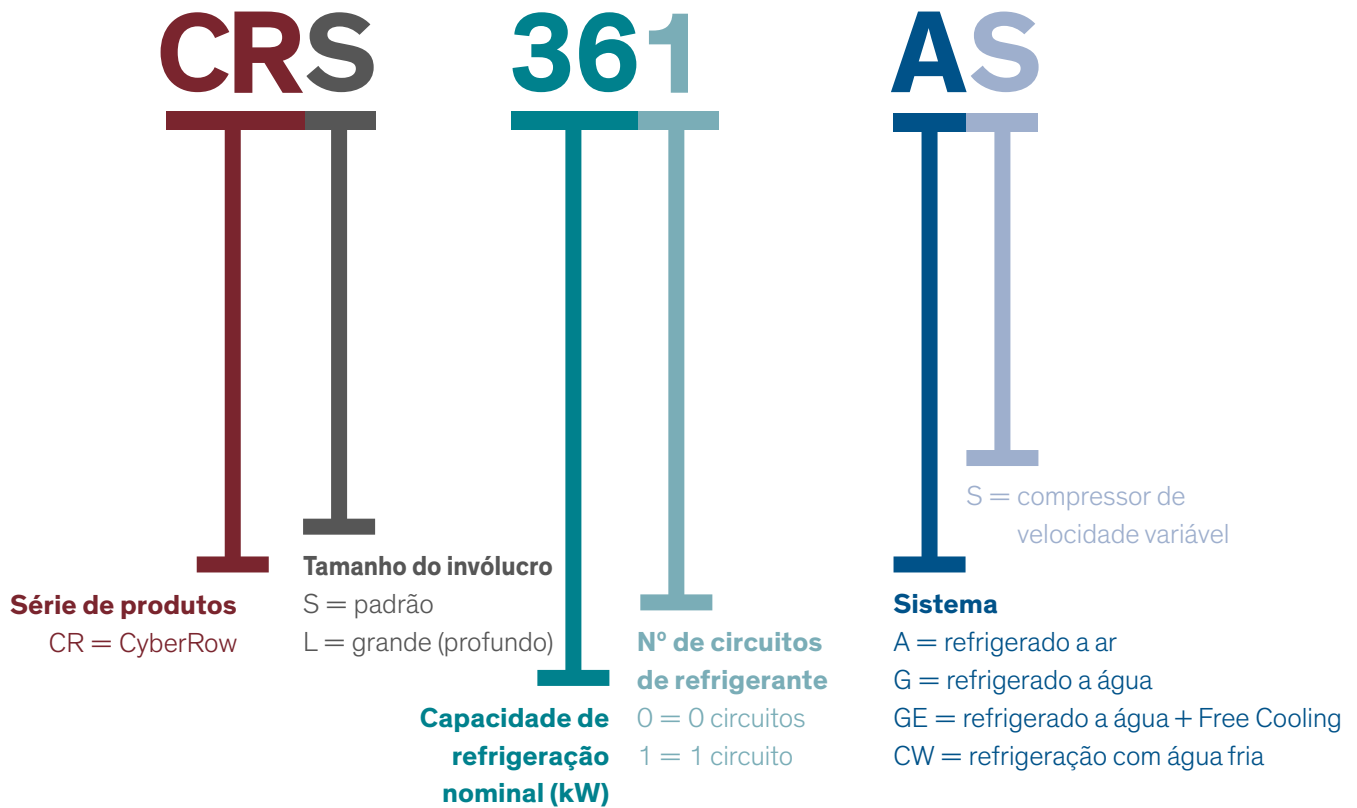 CRS 361 AS
Série de produtos
CR = CyberRow
Tamanho do invólucro
S = padrão
L = grande (profundo)
Capacidade de
refrigeração
nominal (kW)
Nº de circuitos
de refrigerante
0 = 0 circuitos
1 = 1 circuito
Sistema
A = refrigerado a ar
G = refrigerado a água
GE = refrigerado a água + Free Cooling
CW = refrigeração com água fria
S = compressor de
velocidade variável